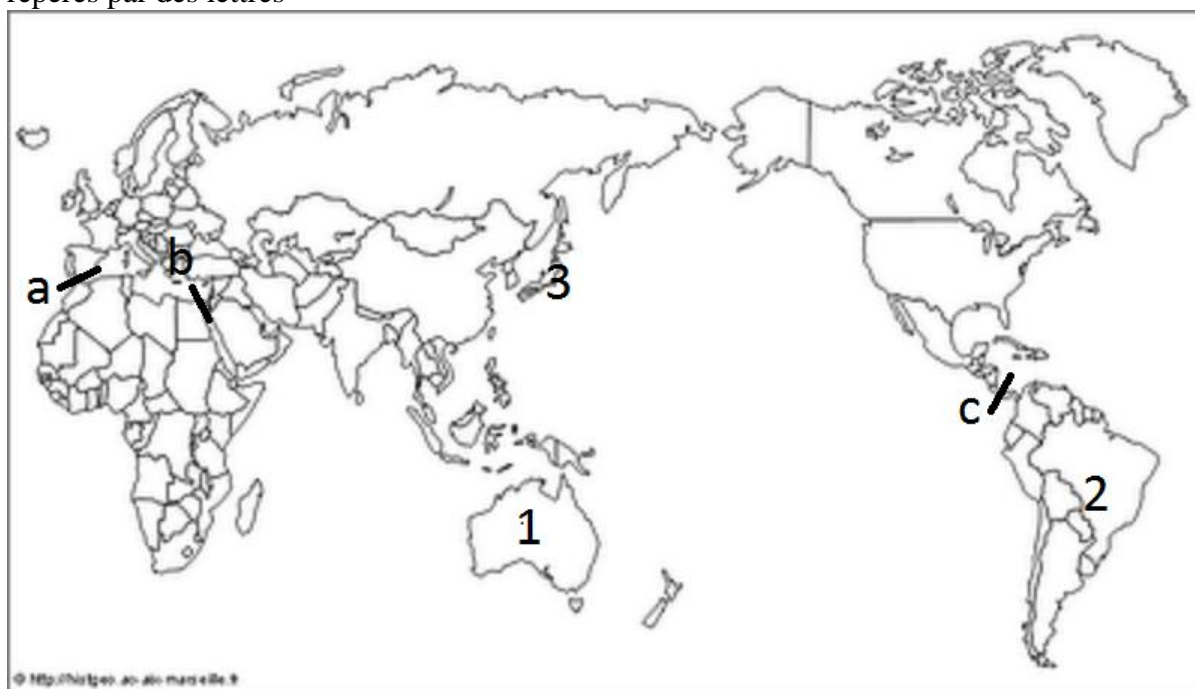 repérés par des lettres
b
a
3
c
2
1
© http://histgeo.ac-aix-marseille.fr